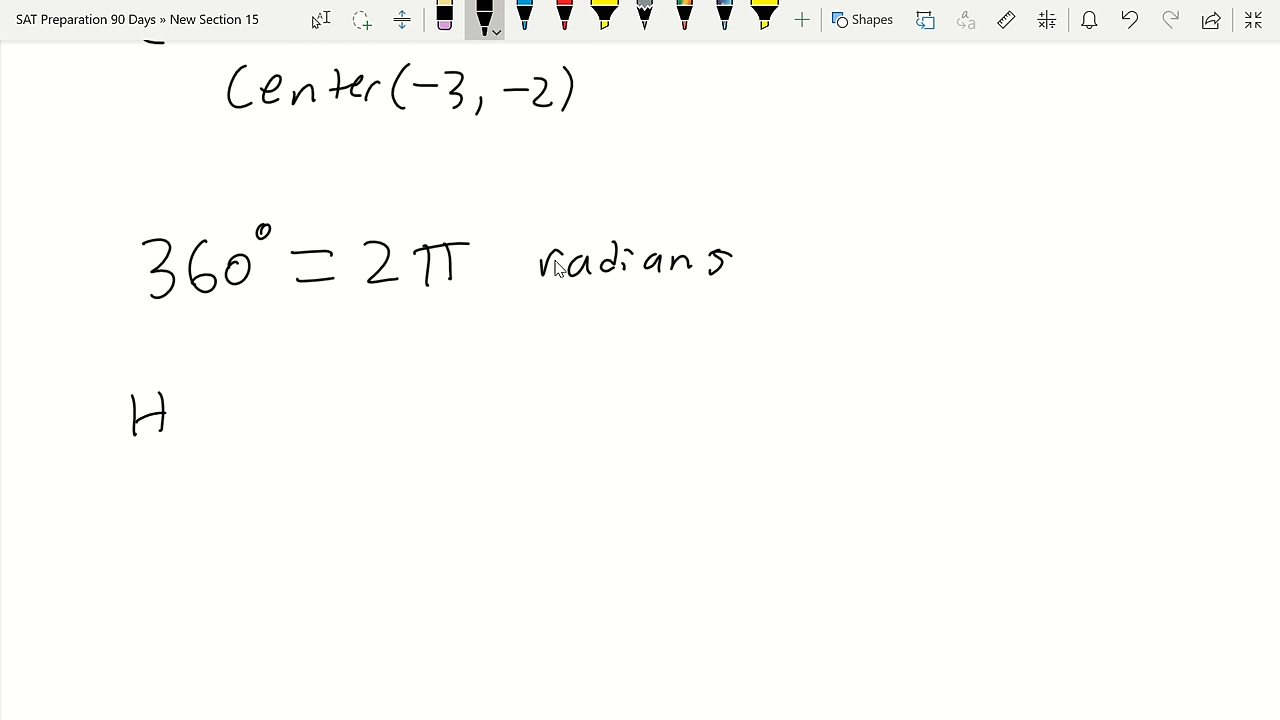 SAT Preparation 90 Days » New Section 15
Shapes
Center(-3, -2)
360° = 2π radians
H